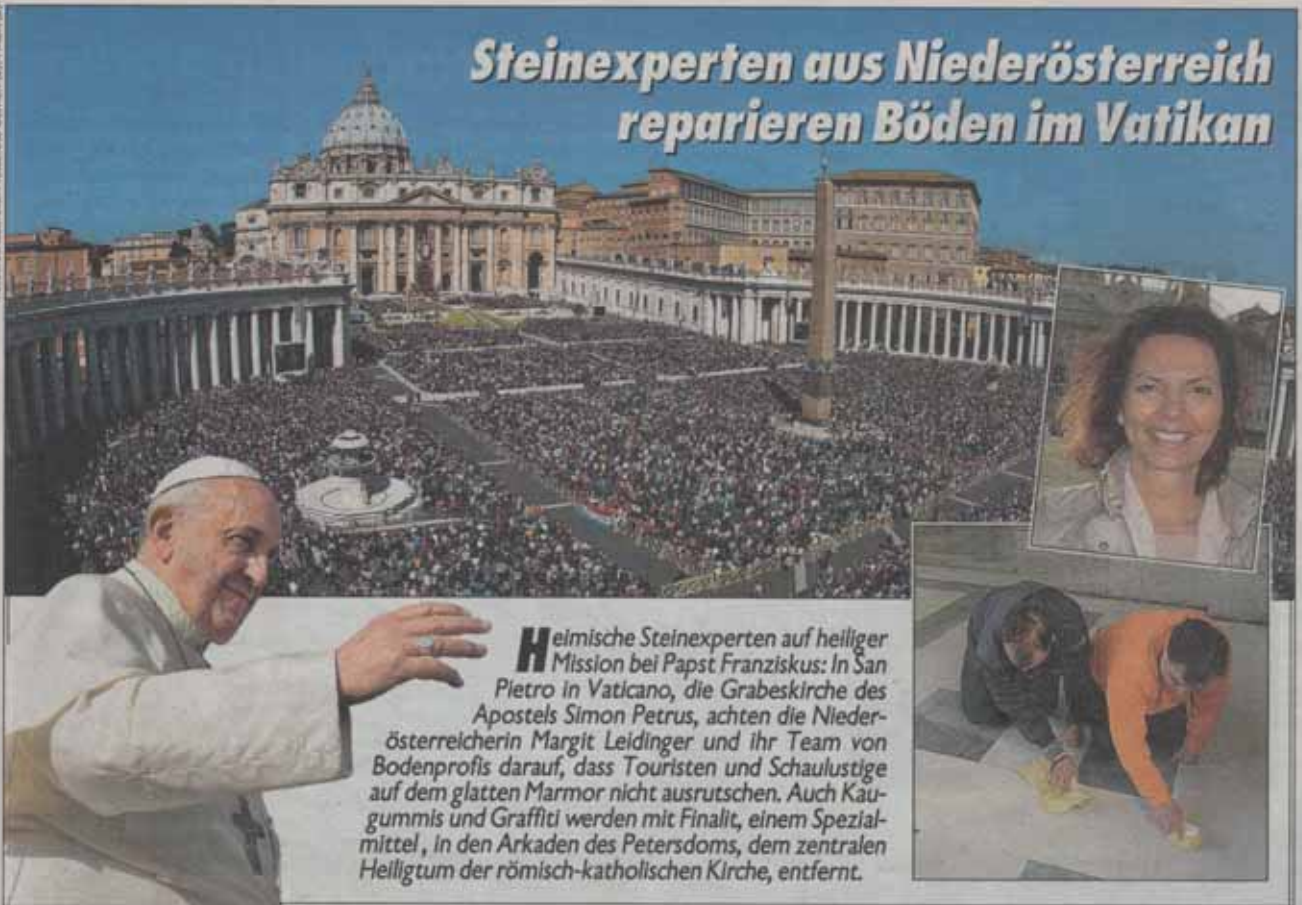 Steinexperten aus Niederösterreich
reparieren Böden im Vatikan
Heimische Steinexperten auf heiliger
Mission bei Papst Franziskus: In San
Pietro in Vaticano, die Grabeskirche des
Apostels Simon Petrus, achten die Nieder-
österreicherin Margit Leidinger und ihr Team von
Bodenprofis darauf, dass Touristen und Schaulustige
auf dem glatten Marmor nicht ausrutschen. Auch Kau-
gummis und Graffiti werden mit Finalit, einem Spezial-
mittel, in den Arkaden des Petersdoms, dem zentralen
Heiligtum der römisch-katholischen Kirche, entfernt.